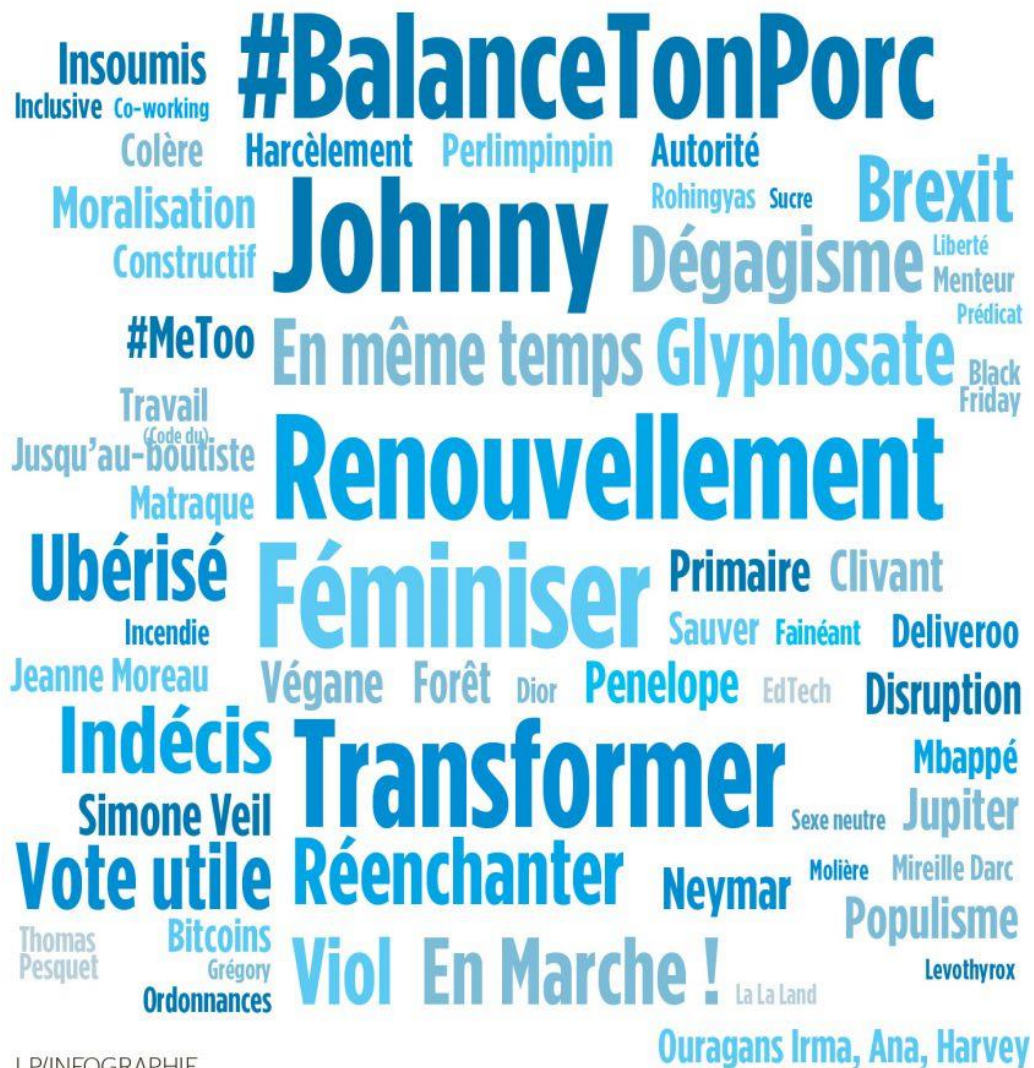 Insoumis #BalanceTonPorc
Inclusive Co-working
Colère Harcèlement Perlimpinpin Autorité
Moralisation Johnny Rohingyas Sucre Brexit
Constructif Dégagisme Liberté
Menteur
Prédicat
#MeToo En même temps Glyphosate Black
Friday
Travail
(Code du)
Jusqu'au-boutiste Renouvellement
Matraque
Ubérisé Féminiser Primaire Clivant
Incendie Sauver Fainéant Deliveroo
Jeanne Moreau Végane Forêt Dior Penelope EdTech Disruption
Indécis Transformer Mbappé
Simone Veil Sexe neutre Jupiter
Vote utile Réenchanter Neymar Molière Mireille Darc
Populisme
Thomas
Pesquet
Bitcoins Viol En Marche ! Levothyrox
Grégory La La Land
Ordonnances
Ouragans Irma, Ana, Harvey
LP/INFOGRAPHIE